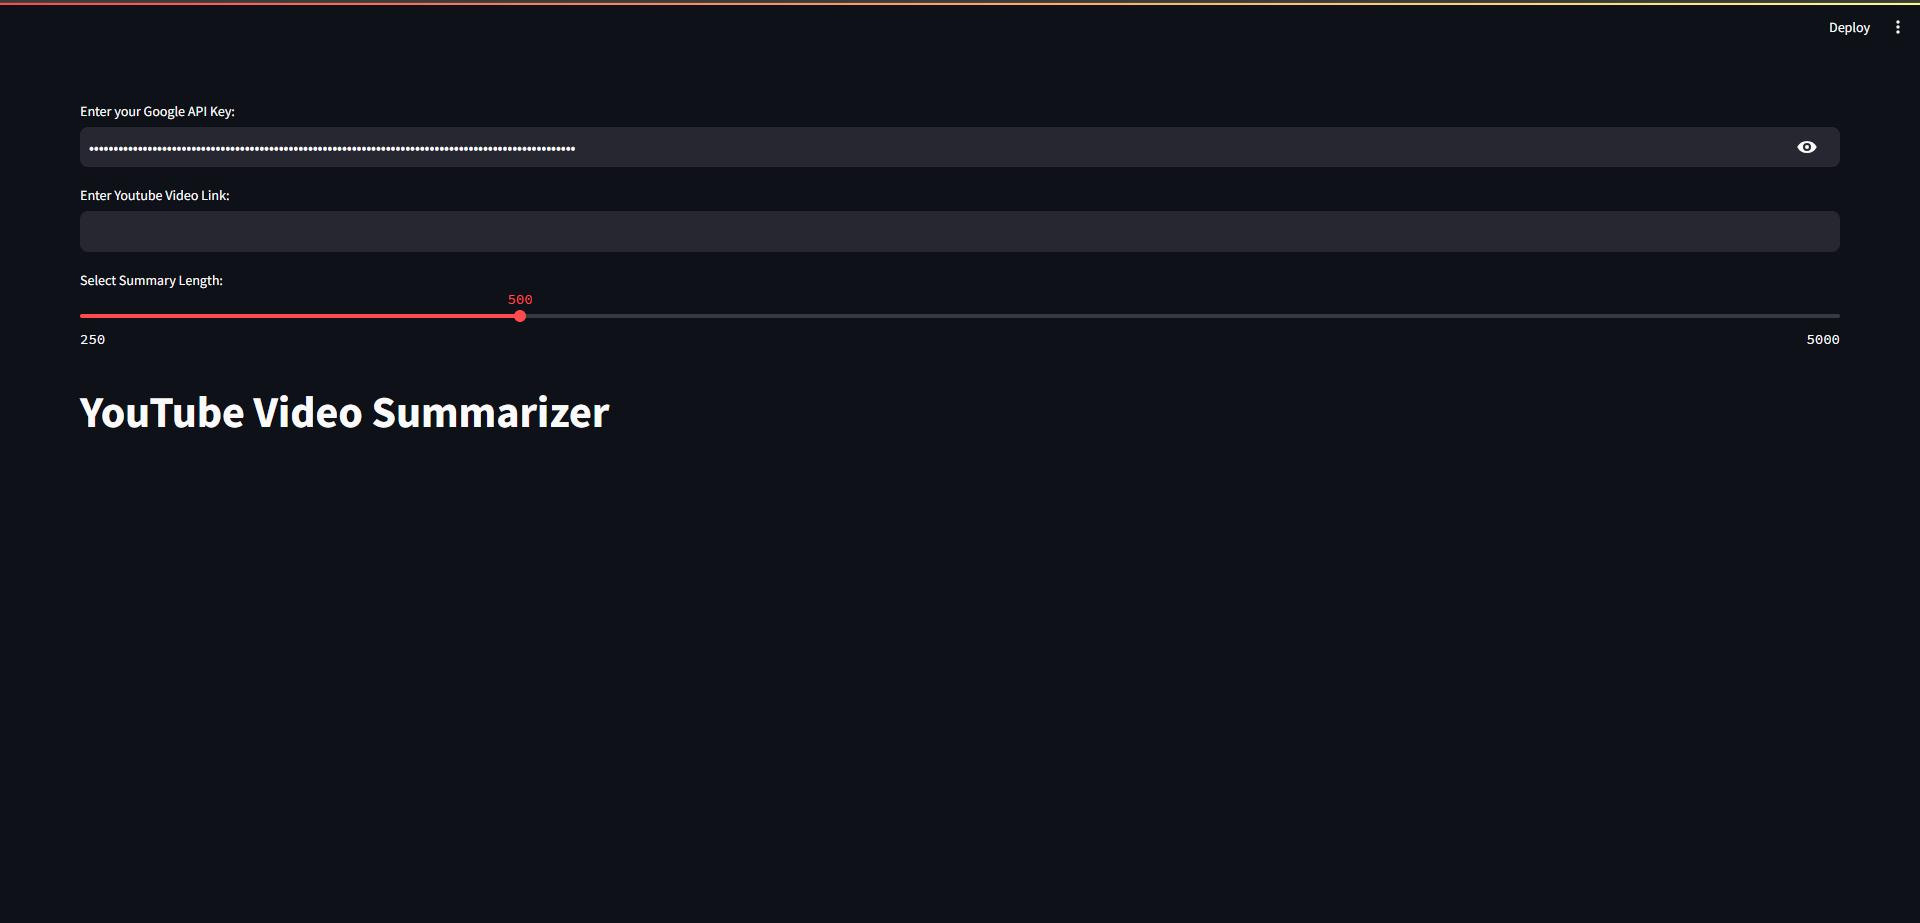 Deploy
Enter your Google API Key:
Enter Youtube Video Link:
Select Summary Length:
500
250 5000
YouTube Video Summarizer